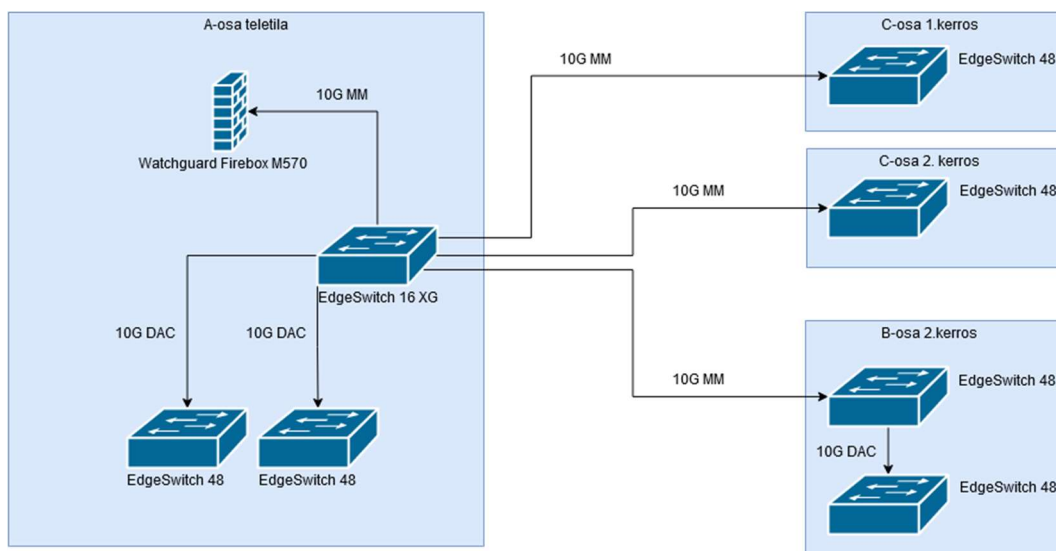 A-osa teletila
10G MM
Watchguard Firebox M570
EdgeSwitch 16 XG
10G DAC
10G DAC
EdgeSwitch 48
EdgeSwitch 48
10G MM
10G MM
10G MM
C-osa 1.kerros
EdgeSwitch 48
C-osa 2. kerros
EdgeSwitch 48
B-osa 2.kerros
EdgeSwitch 48
10G DAC
EdgeSwitch 48